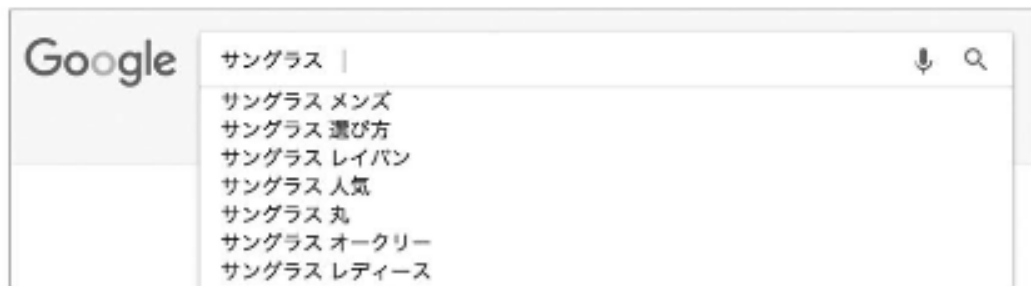 Google
サングラス
サングラス メンズ
サングラス 選び方
サングラス レイバン
サングラス 人気
サングラス 丸
サングラス オークリー
サングラス レディース